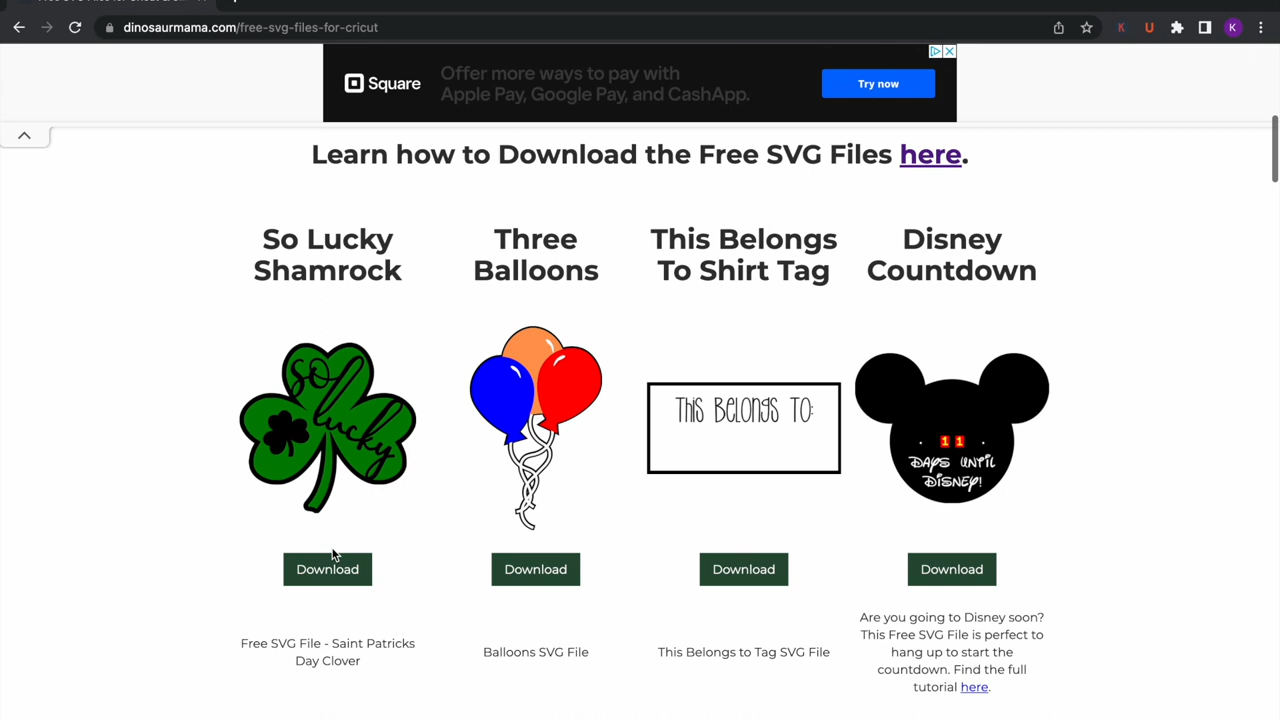 dinosaurmama.com/free-svg-files-for-cricut
K
U
K
Square
Offer more ways to pay with
Apple Pay, Google Pay, and CashApp.
Try now
Learn how to Download the Free SVG Files here.
So Lucky
Shamrock
Three
Balloons
This Belongs
To Shirt Tag
Disney
Countdown
so
lucky
THIS BELONGS TO:
11
DAYS UNTIL
DISNEY!
Download
Download
Download
Download
Free SVG File - Saint Patricks
Day Clover
Balloons SVG File
This Belongs to Tag SVG File
Are you going to Disney soon?
This Free SVG File is perfect to
hang up to start the
countdown. Find the full
tutorial here.